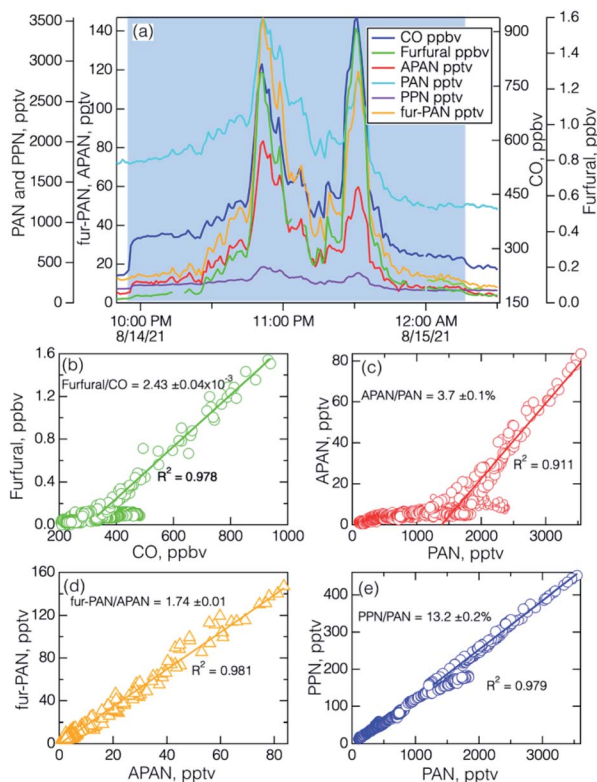 (a)
CO ppbv
Furfural ppbv
APAN pptv
PAN pptv
PPN pptv
fur-PAN pptv
PAN and PPN, pptv
3500
3000
2500
2000
1500
1000
500
0
fur-PAN, APAN, pptv
140
120
100
80
60
40
20
0
CO, ppbv
900
750
600
450
300
150
Furfural, ppbv
1.6
1.4
1.2
1.0
0.8
0.6
0.4
0.2
0.0
10:00 PM
8/14/21
11:00 PM
12:00 AM
8/15/21
(b)
Furfural/CO = 2.43 ±0.04x10-3
R2 = 0.978
Furfural, ppbv
1.6
1.2
0.8
0.4
0.0
200 400 600 800 1000
CO, ppbv
(c)
APAN/PAN = 3.7 ±0.1%
R2 = 0.911
APAN, pptv
80
60
40
20
0
0 1000 2000 3000
PAN, pptv
(d)
fur-PAN/APAN = 1.74 ±0.01
R2 = 0.981
fur-PAN, pptv
160
120
80
40
0
0 20 40 60 80
APAN, pptv
(e)
PPN/PAN = 13.2 ±0.2%
R2 = 0.979
PPN, pptv
400
300
200
100
0
0 1000 2000 3000
PAN, pptv